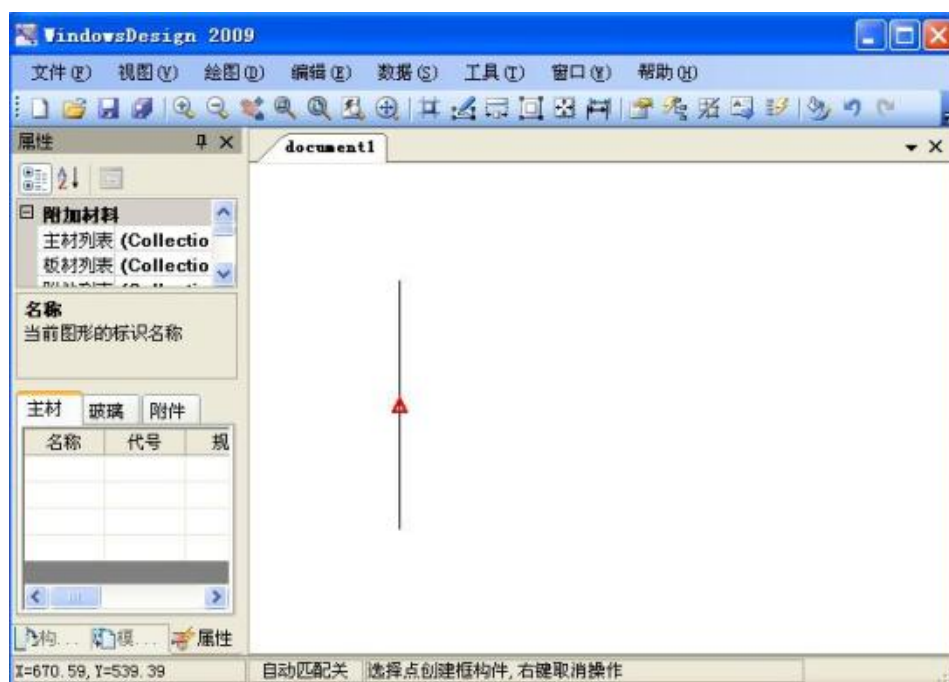 WindowsDesign 2009
文件(F) 视图(V) 绘图(D) 编辑(E) 数据(S) 工具(T) 窗口(W) 帮助(H)
属性
document1
附加材料
主材列表 (Collectio
板材列表 (Collectio
名称
当前图形的标识名称
主材 玻璃 附件
名称 代号 规
构... 模... 属性
X=670.59, Y=539.39 自动匹配关 选择点创建框构件, 右键取消操作